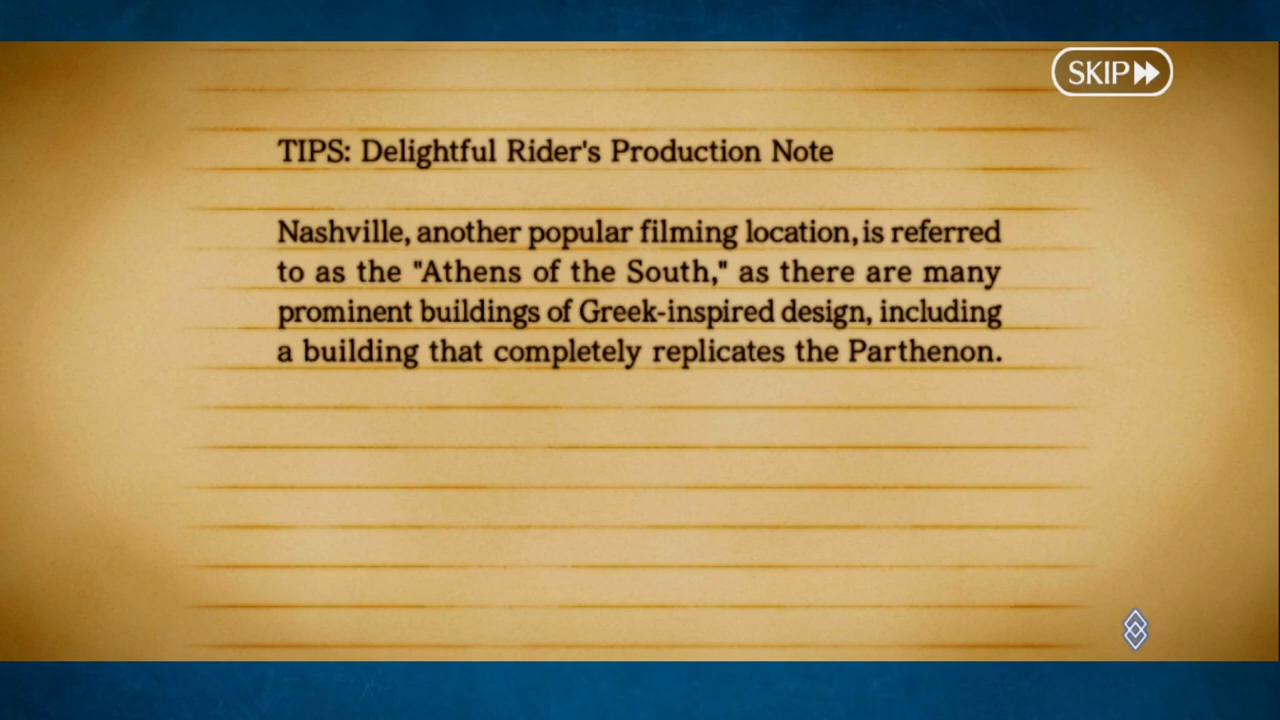 SKIP
TIPS: Delightful Rider's Production Note
Nashville, another popular filming location, is referred
to as the "Athens of the South," as there are many
prominent buildings of Greek-inspired design, including
a building that completely replicates the Parthenon.